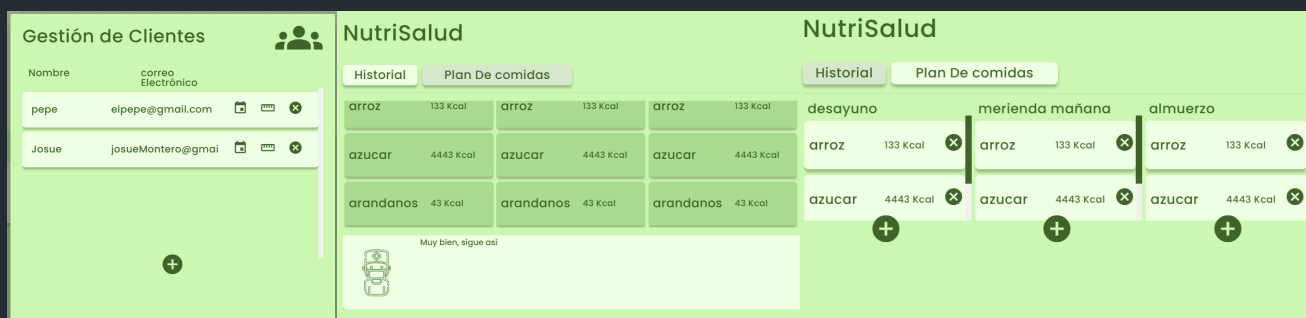 Gestión de Clientes
Nombre
correo
Electrónico
pepe elpepe@gmail.com
Josue josueMontero@gmai
NutriSalud
Historial Plan De comidas
arroz 133 Kcal arroz 133 Kcal arroz 133 Kcal
azucar 4443 Kcal azucar 4443 Kcal azucar 4443 Kcal
arandanos 43 Kcal arandanos 43 Kcal arandanos 43 Kcal
Muy bien, sigue así
NutriSalud
Historial Plan De comidas
desayuno merienda mañana almuerzo
arroz 133 Kcal arroz 133 Kcal arroz 133 Kcal
azucar 4443 Kcal azucar 4443 Kcal azucar 4443 Kcal